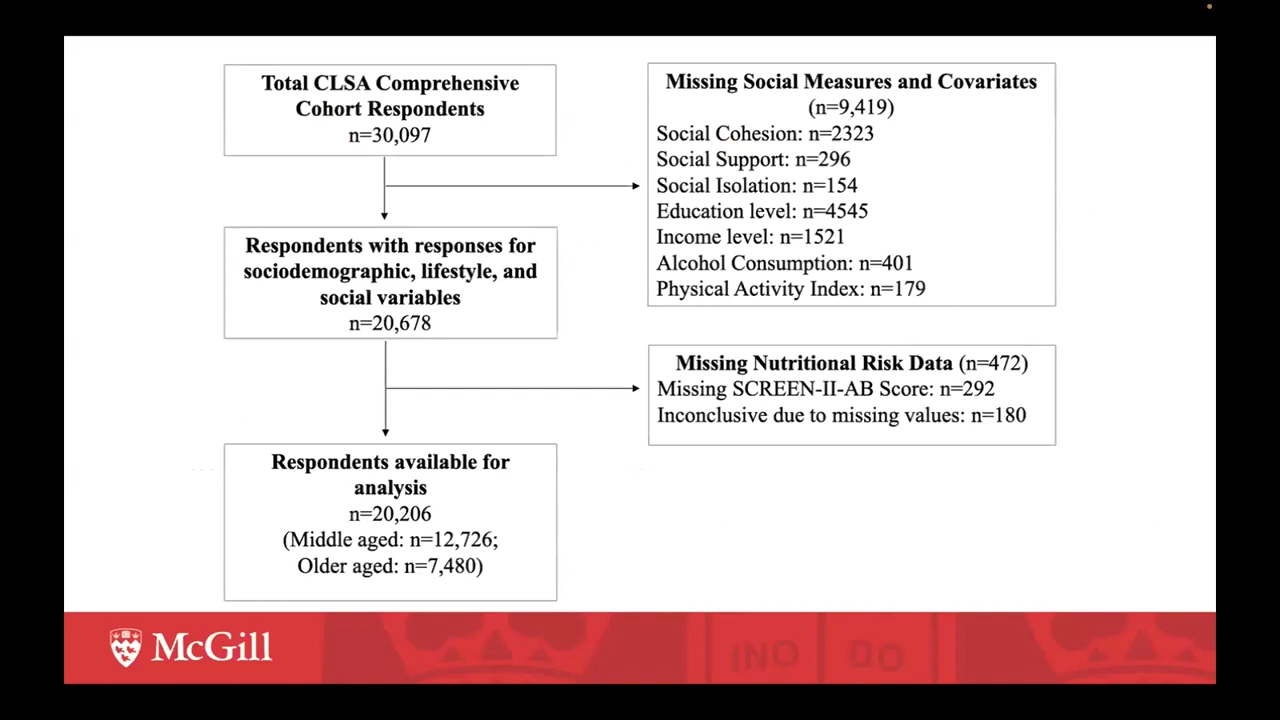 Total CLSA Comprehensive
Cohort Respondents
n=30,097
Missing Social Measures and Covariates
(n=9,419)
Social Cohesion: n=2323
Social Support: n=296
Social Isolation: n=154
Education level: n=4545
Income level: n=1521
Alcohol Consumption: n=401
Physical Activity Index: n=179
Respondents with responses for
sociodemographic, lifestyle, and
social variables
n=20,678
Missing Nutritional Risk Data (n=472)
Missing SCREEN-II-AB Score: n=292
Inconclusive due to missing values: n=180
Respondents available for
analysis
n=20,206
(Middle aged: n=12,726;
Older aged: n=7,480)
McGill
INO DO